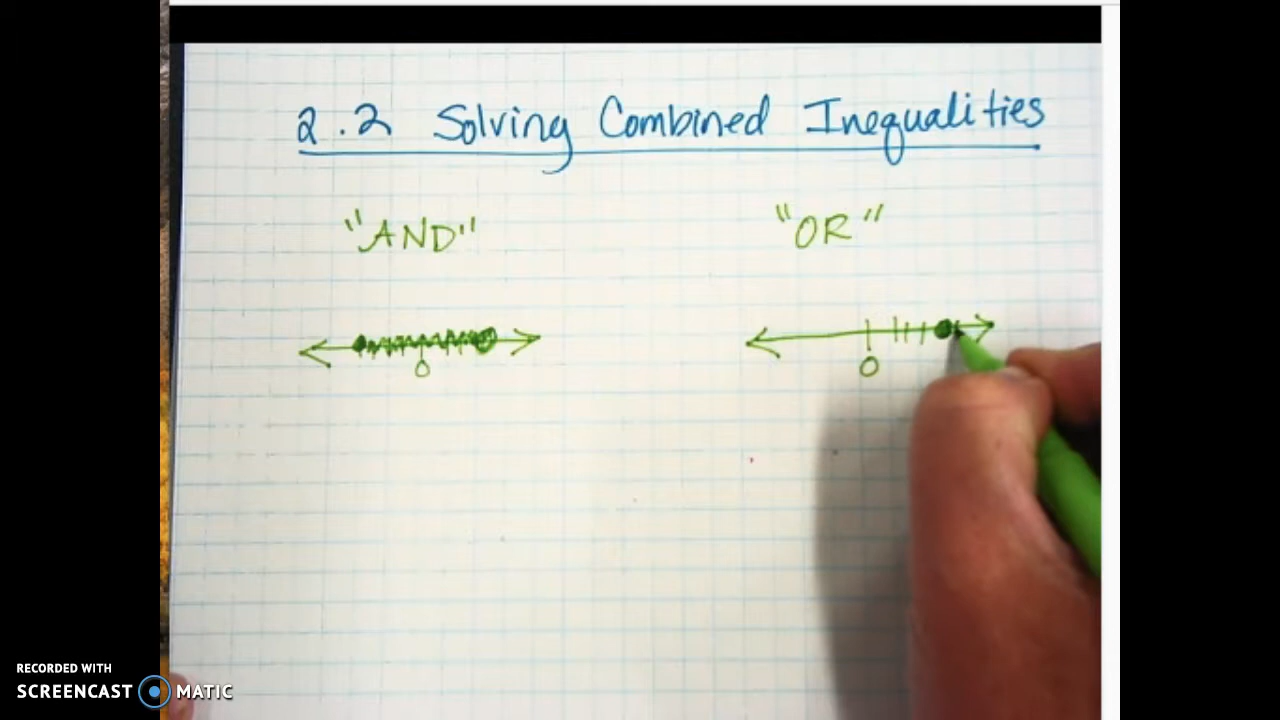 2.2 Solving Combined Inequalities
"AND" "OR"
0 0
RECORDED WITH
SCREENCAST MATIC